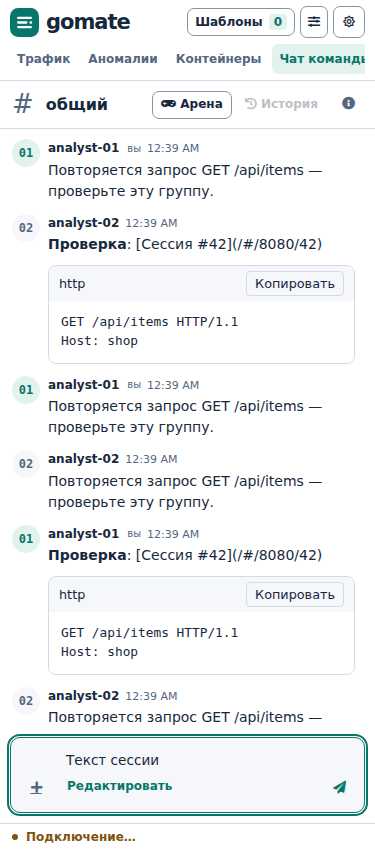 gomate
Шаблоны 0
Трафик Аномалии Контейнеры Чат команды
# общий Арена История
01 analyst-01 вы 12:39 AM
Повторяется запрос GET /api/items —
проверьте эту группу.
02 analyst-02 12:39 AM
Проверка: [Сессия #42](/#/8080/42)
http Копировать
GET /api/items HTTP/1.1
Host: shop
01 analyst-01 вы 12:39 AM
Повторяется запрос GET /api/items —
проверьте эту группу.
02 analyst-02 12:39 AM
Повторяется запрос GET /api/items —
проверьте эту группу.
01 analyst-01 вы 12:39 AM
Проверка: [Сессия #42](/#/8080/42)
http Копировать
GET /api/items HTTP/1.1
Host: shop
02 analyst-02 12:39 AM
Повторяется запрос GET /api/items —
Текст сессии
Редактировать
Подключение…